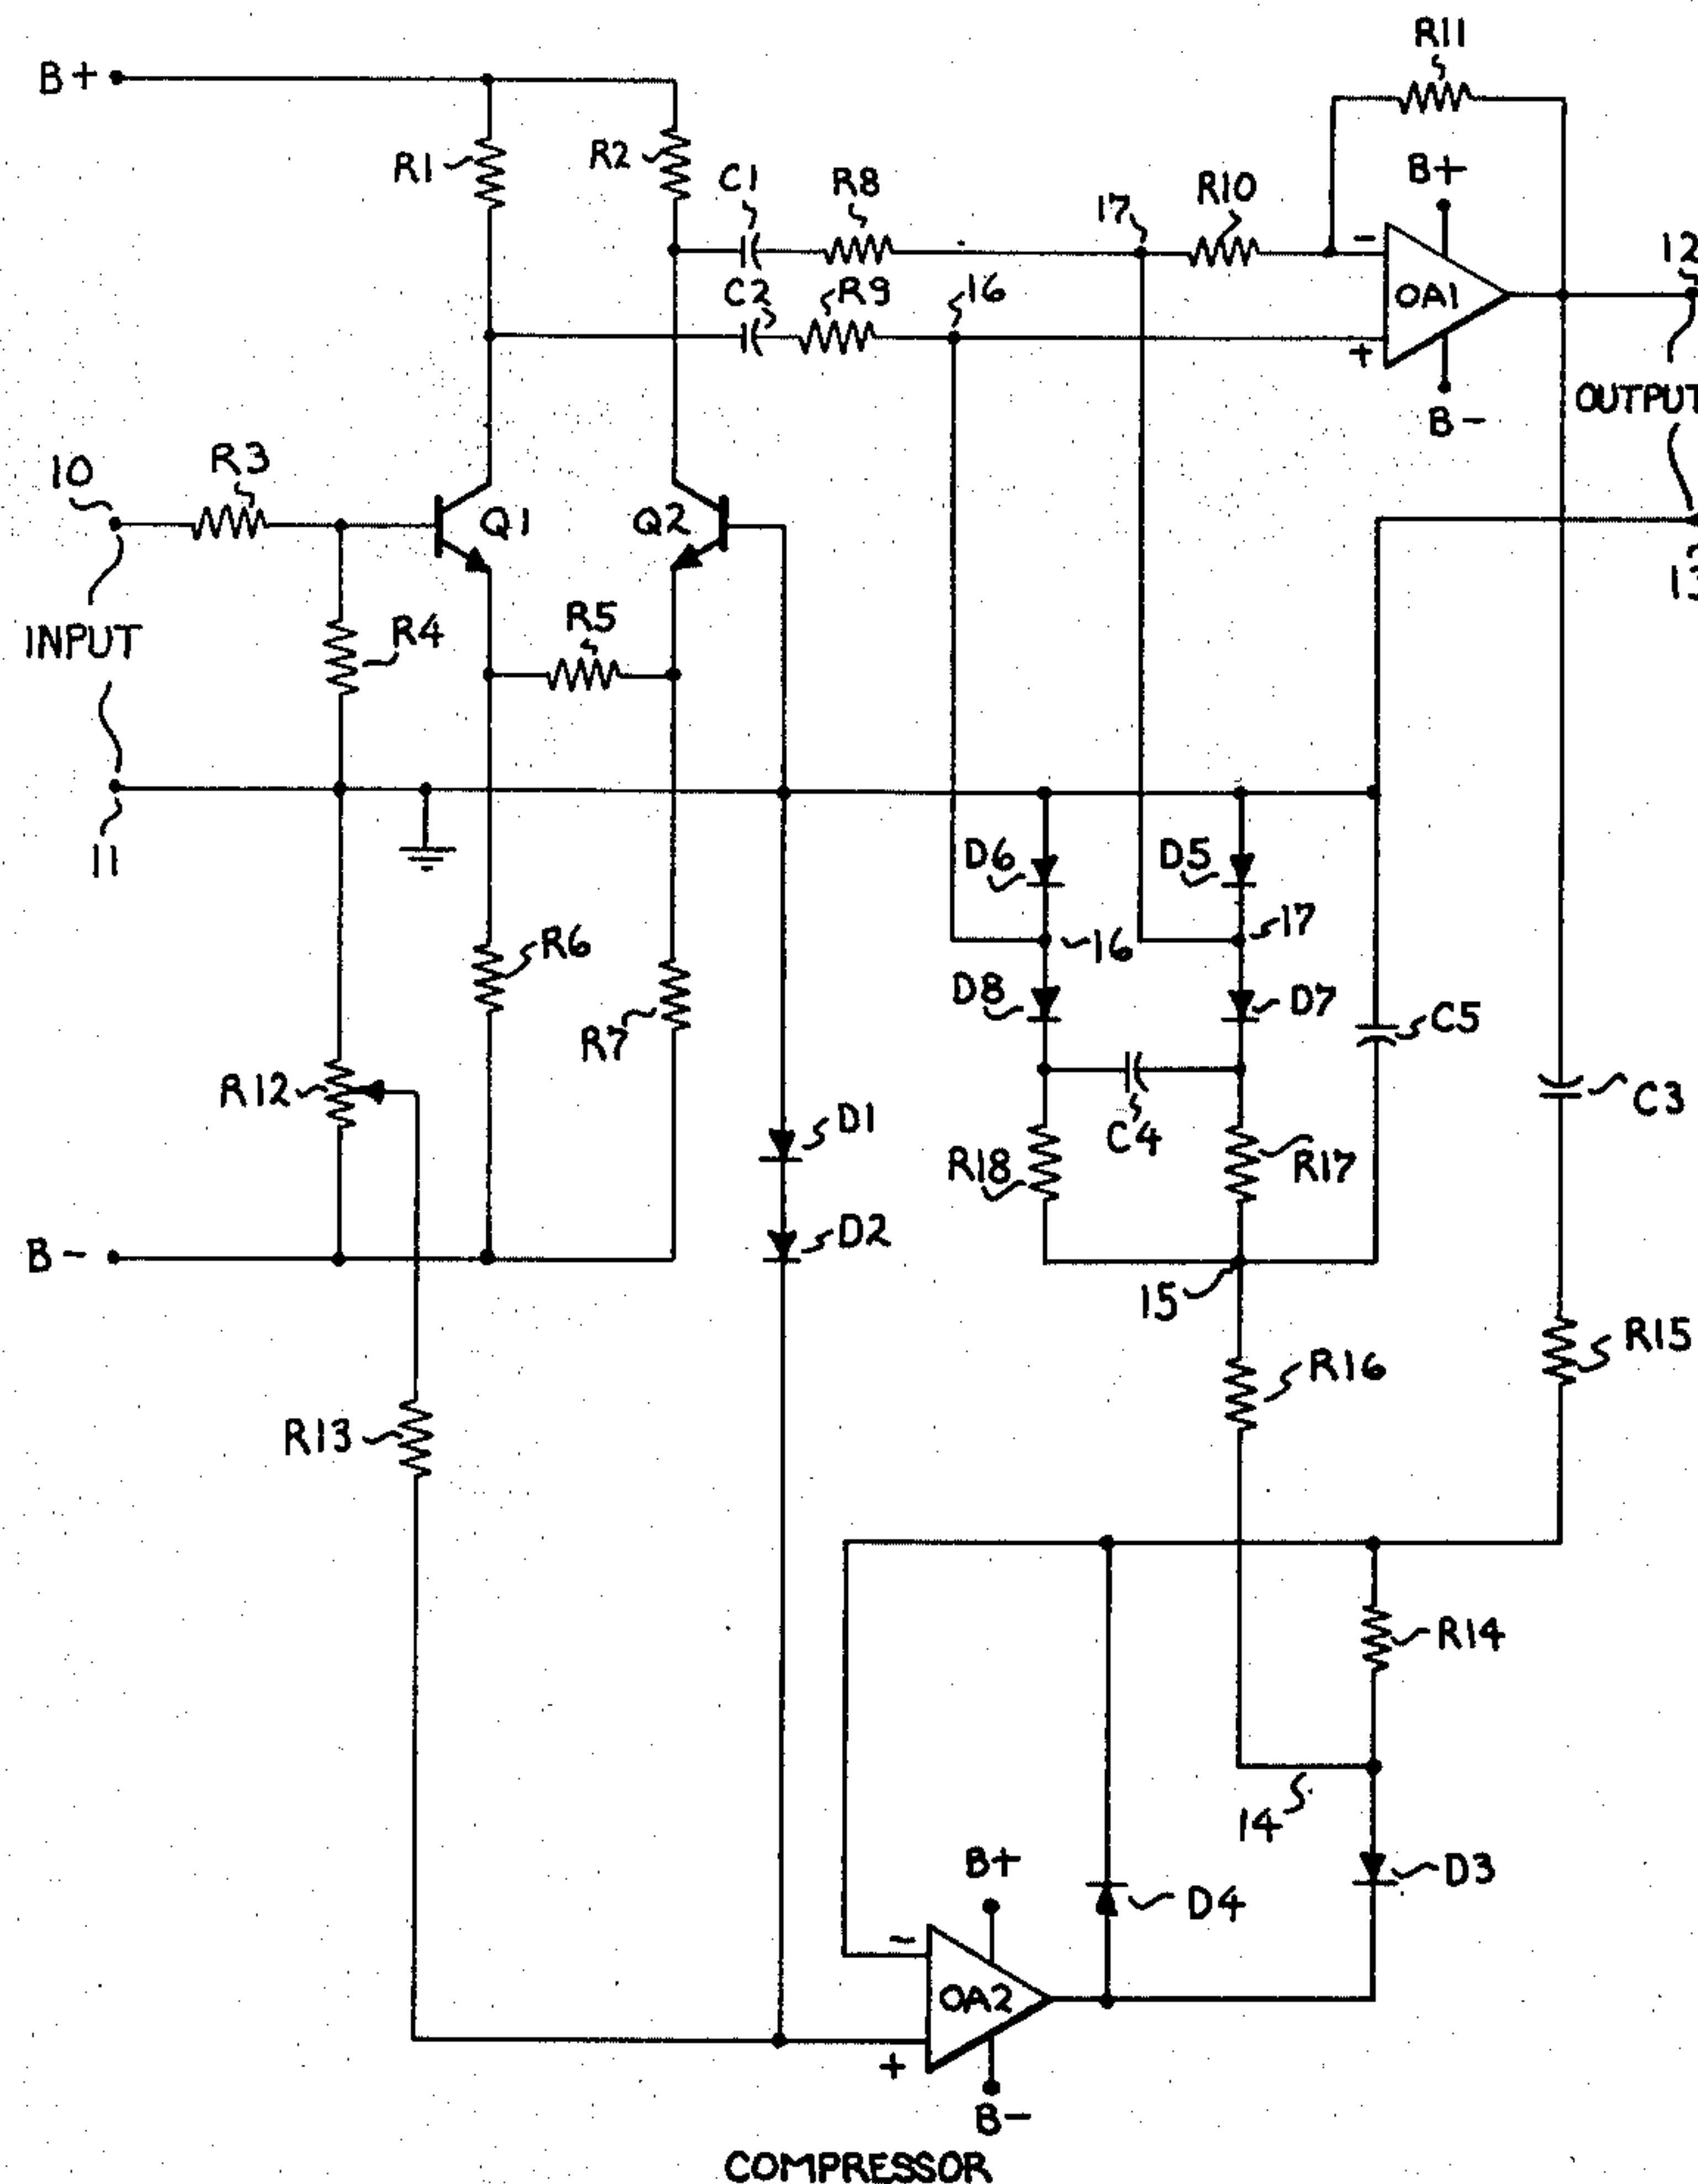 R11
B+
R1
R2
C1
R8
17
R10
B+
-
OA1
12
C2
R9
16
+
B-
OUTPUT
10
R3
Q1
Q2
13
INPUT
R4
R5
11
D6
D5
R6
16
17
D8
D7
R7
C5
R12
D1
C4
C3
R18
R17
B-
D2
15
R15
R16
R13
R14
14
B+
D3
D4
-
OA2
+
B-
COMPRESSOR